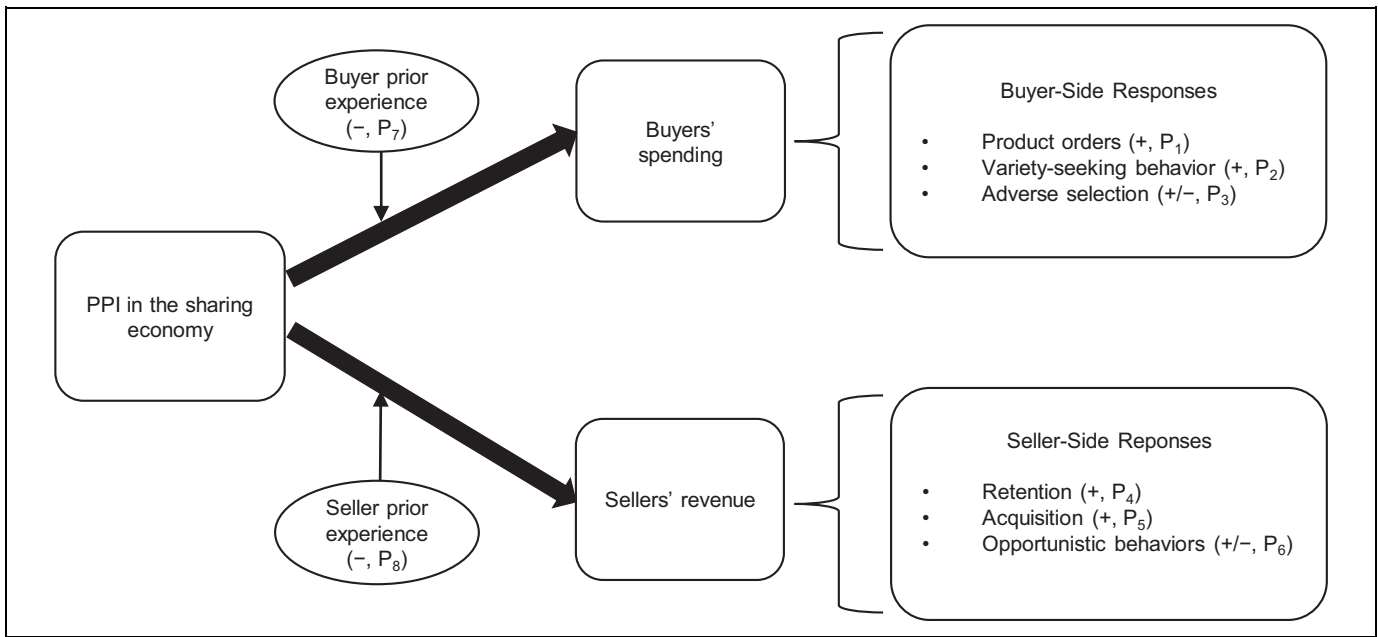 Buyer prior
experience
(−, P₇)
Buyers’
spending
Buyer-Side Responses
• Product orders (+, P₁)
• Variety-seeking behavior (+, P₂)
• Adverse selection (+/−, P₃)
PPI in the sharing
economy
Seller prior
experience
(−, P₈)
Sellers’ revenue
Seller-Side Reponses
• Retention (+, P₄)
• Acquisition (+, P₅)
• Opportunistic behaviors (+/−, P₆)